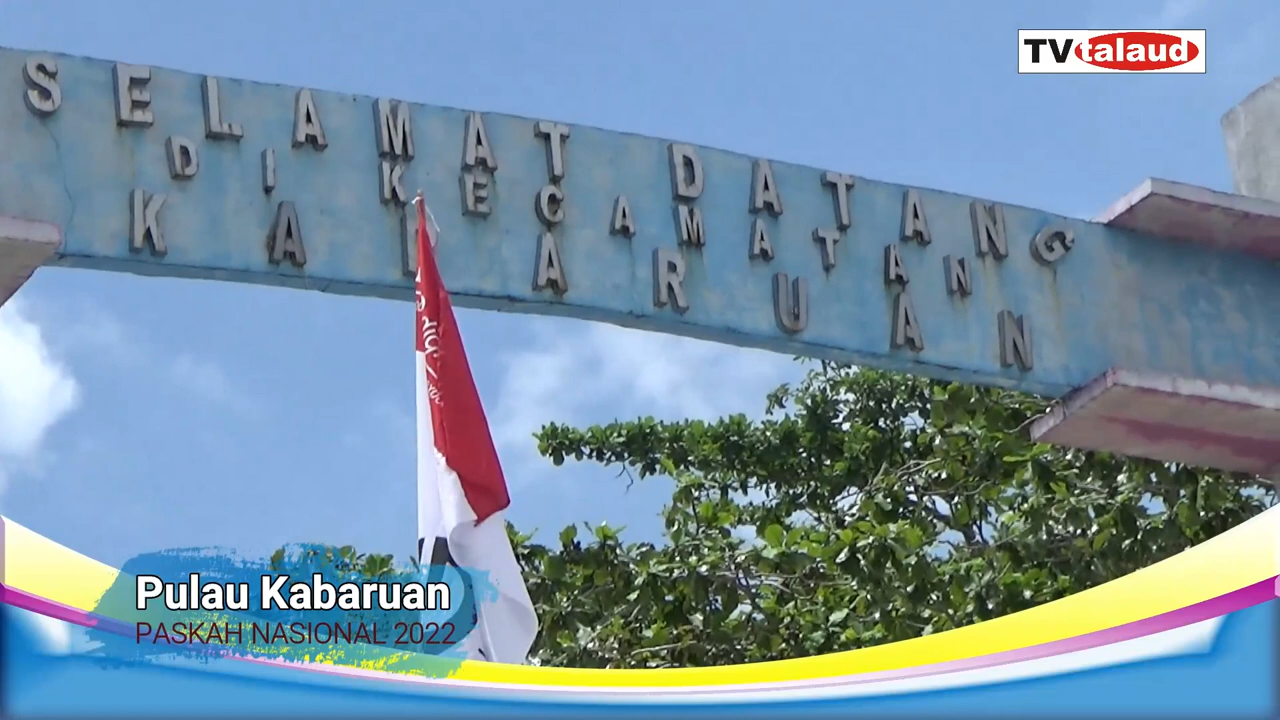 TVtalaud
SELAMAT DATANG
DI KECAMATAN
KABARUAN
Pulau Kabaruan
PASKAH NASIONAL 2022